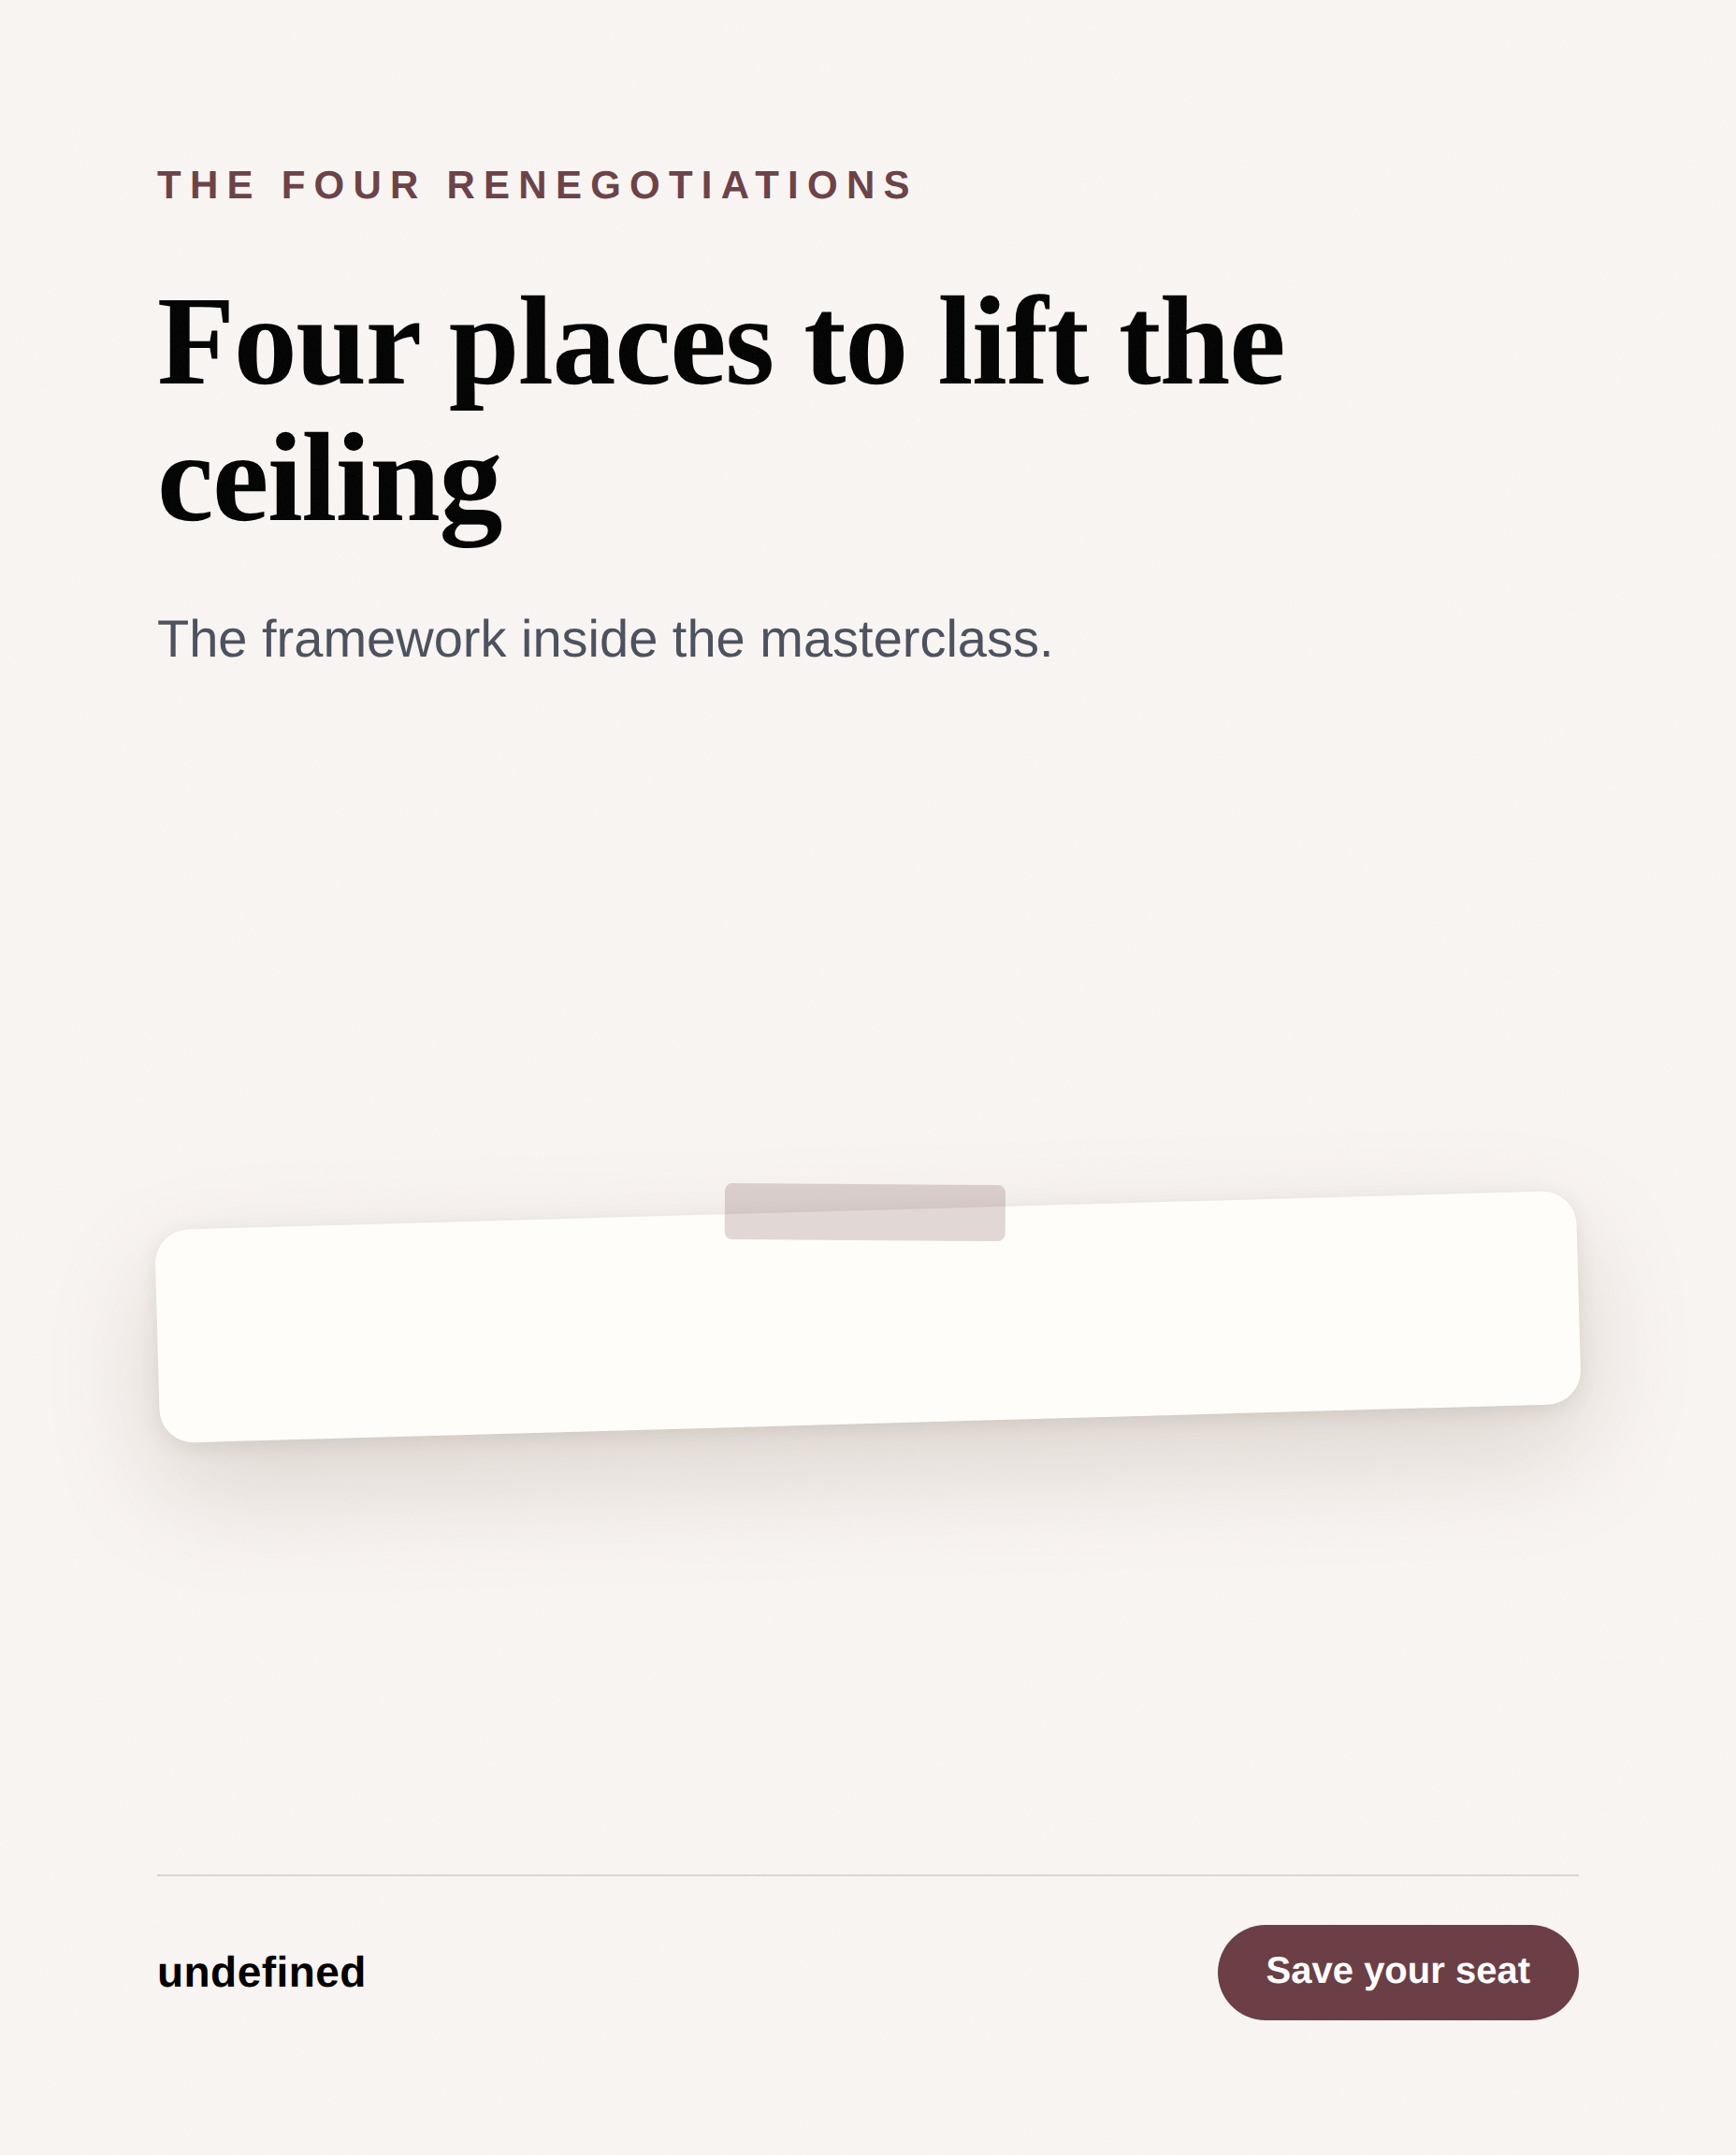 THE FOUR RENEGOTIATIONS
Four places to lift the
ceiling
The framework inside the masterclass.
undefined
Save your seat